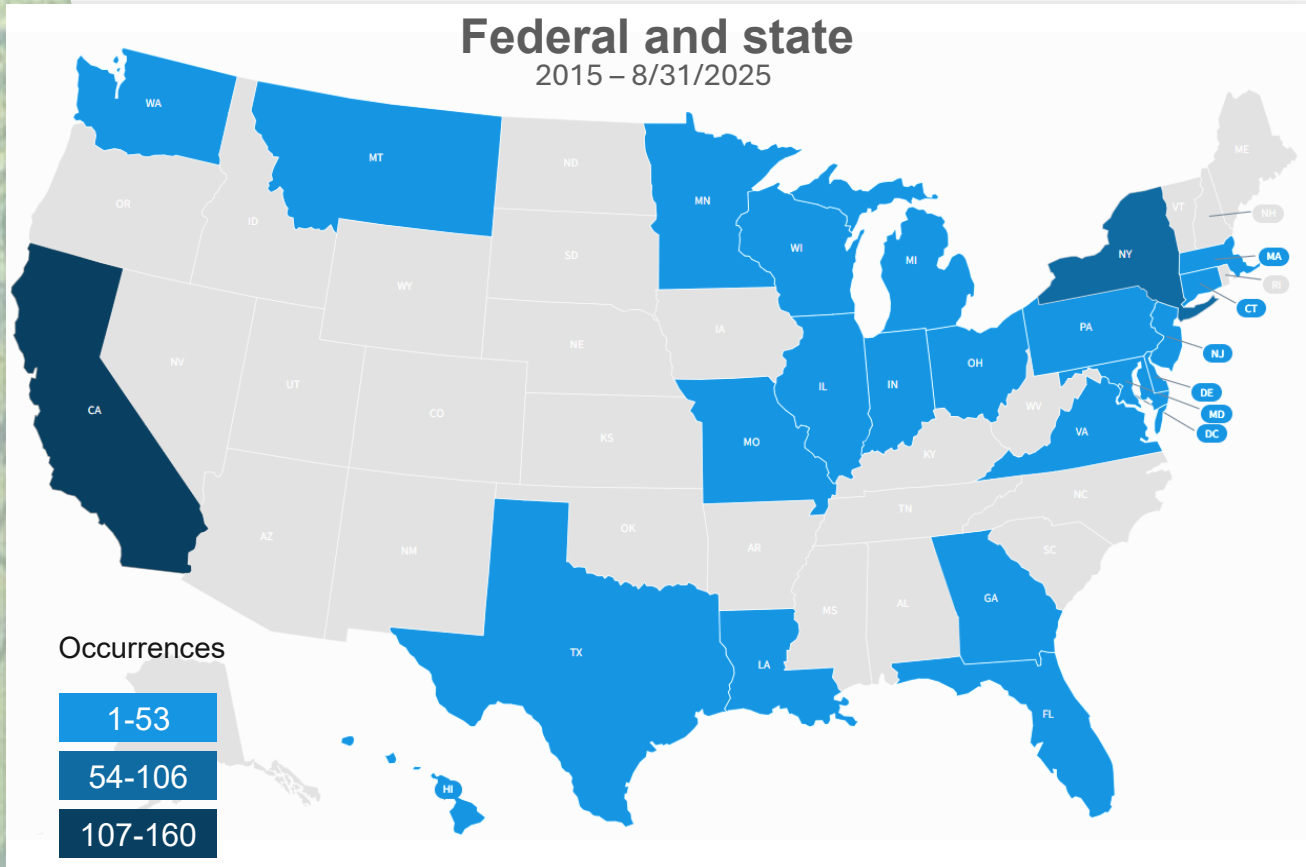 Federal and state
2015 – 8/31/2025
WA
MT
ND
MN
OR
ID
SD
WY
WI
MI
NY
VT
ME
NH
MA
RI
CT
NV
UT
CO
NE
IA
KS
MO
IL
IN
OH
PA
NJ
DE
MD
DC
WV
VA
KY
CA
AZ
NM
OK
AR
TN
NC
SC
MS
AL
GA
TX
LA
FL
HI
Occurrences
1-53
54-106
107-160